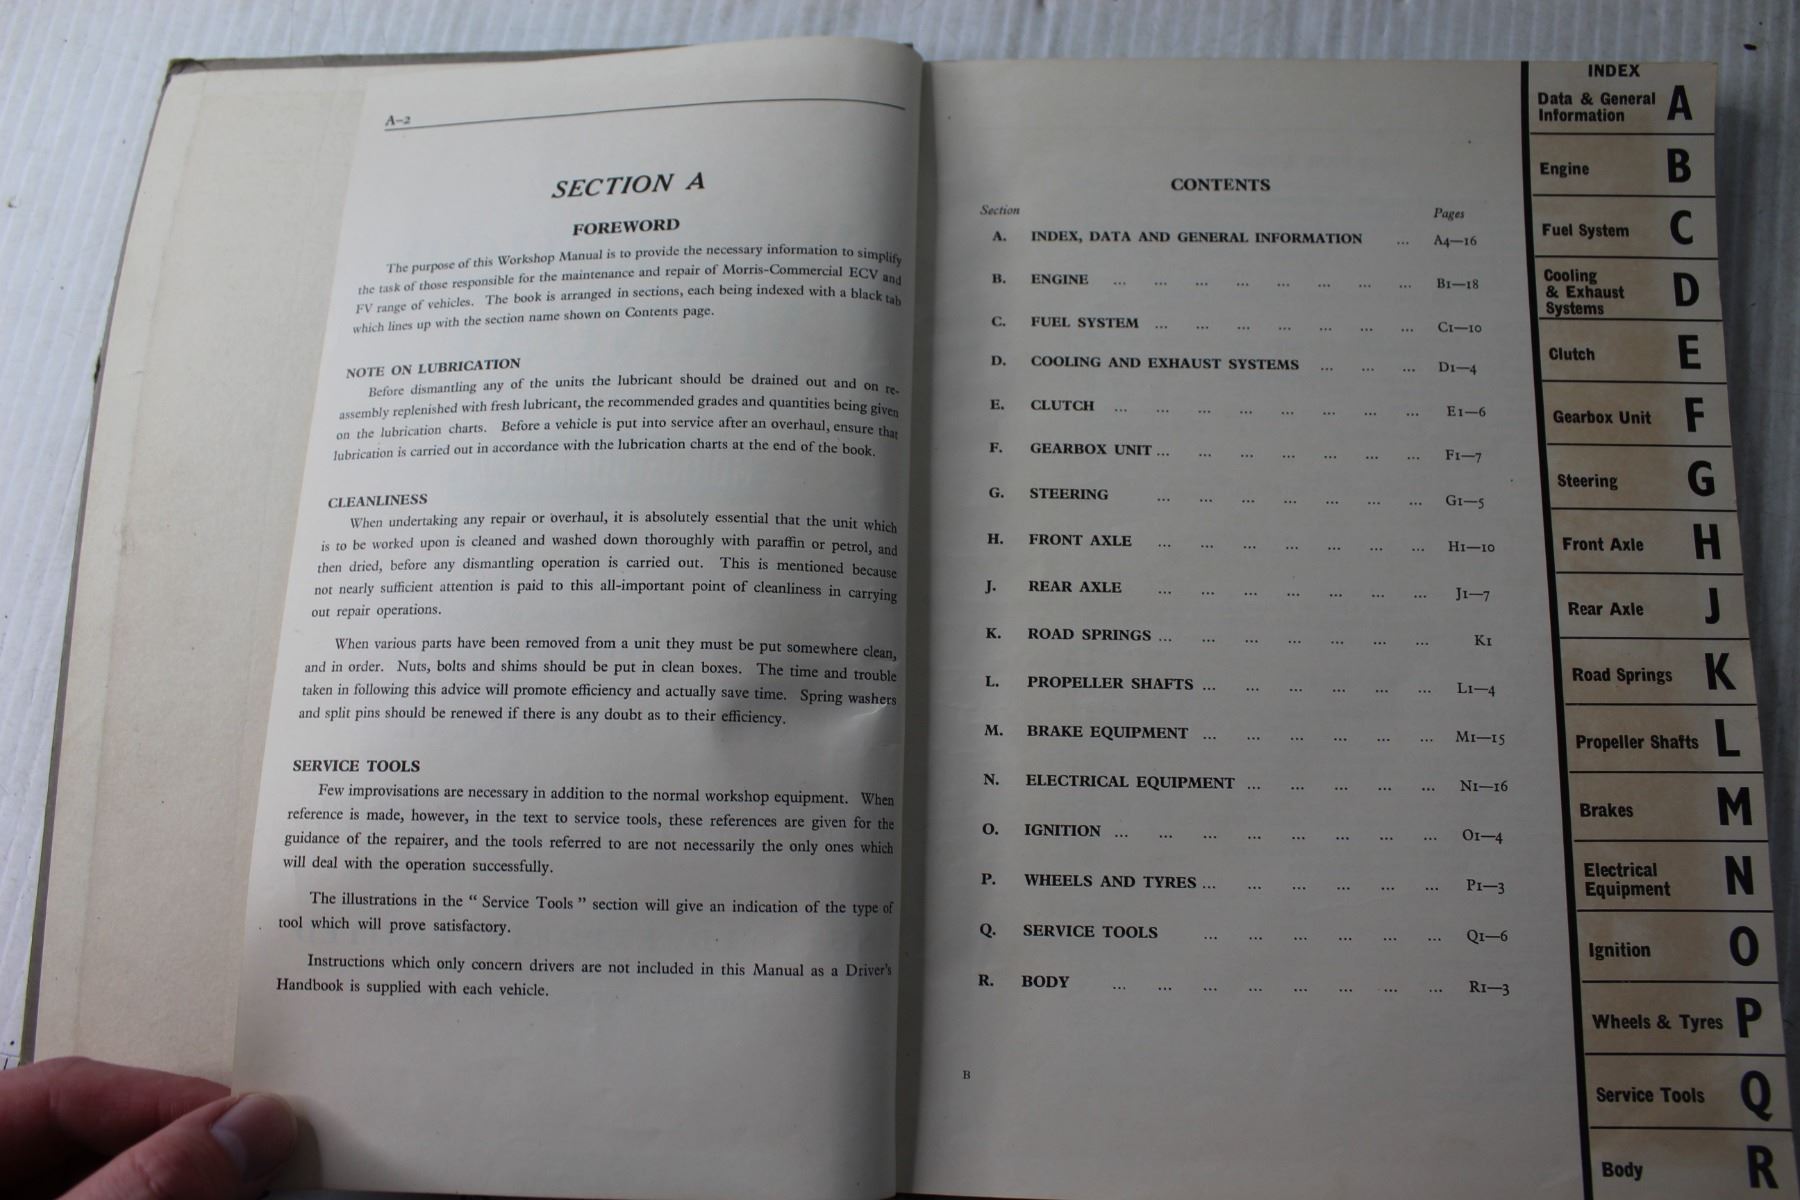 A–2
SECTION A
FOREWORD
The purpose of this Workshop Manual is to provide the necessary information to simplify
the task of those responsible for the maintenance and repair of Morris-Commercial ECV and
FV range of vehicles. The book is arranged in sections, each being indexed with a black tab
which lines up with the section name shown on Contents page.
NOTE ON LUBRICATION
Before dismantling any of the units the lubricant should be drained out and on re-
assembly replenished with fresh lubricant, the recommended grades and quantities being given
on the lubrication charts. Before a vehicle is put into service after an overhaul, ensure that
lubrication is carried out in accordance with the lubrication charts at the end of the book.
CLEANLINESS
When undertaking any repair or overhaul, it is absolutely essential that the unit which
is to be worked upon is cleaned and washed down thoroughly with paraffin or petrol, and
then dried, before any dismantling operation is carried out. This is mentioned because
not nearly sufficient attention is paid to this all-important point of cleanliness in carrying
out repair operations.
When various parts have been removed from a unit they must be put somewhere clean,
and in order. Nuts, bolts and shims should be put in clean boxes. The time and trouble
taken in following this advice will promote efficiency and actually save time. Spring washers
and split pins should be renewed if there is any doubt as to their efficiency.
SERVICE TOOLS
Few improvisations are necessary in addition to the normal workshop equipment. When
reference is made, however, in the text to service tools, these references are given for the
guidance of the repairer, and the tools referred to are not necessarily the only ones which
will deal with the operation successfully.
The illustrations in the “ Service Tools ” section will give an indication of the type of
tool which will prove satisfactory.
Instructions which only concern drivers are not included in this Manual as a Driver's
Handbook is supplied with each vehicle.
CONTENTS
Section Pages
A. INDEX, DATA AND GENERAL INFORMATION ... A4—16
B. ENGINE ... ... ... ... ... ... ... ... B1—18
C. FUEL SYSTEM ... ... ... ... ... ... ... C1—10
D. COOLING AND EXHAUST SYSTEMS ... ... ... D1—4
E. CLUTCH ... ... ... ... ... ... ... ... E1—6
F. GEARBOX UNIT ... ... ... ... ... ... ... F1—7
G. STEERING ... ... ... ... ... ... ... G1—5
H. FRONT AXLE ... ... ... ... ... ... ... H1—10
J. REAR AXLE ... ... ... ... ... ... ... J1—7
K. ROAD SPRINGS ... ... ... ... ... ... ... K1
L. PROPELLER SHAFTS ... ... ... ... ... ... L1—4
M. BRAKE EQUIPMENT ... ... ... ... ... ... M1—15
N. ELECTRICAL EQUIPMENT ... ... ... ... ... N1—16
O. IGNITION ... ... ... ... ... ... ... ... O1—4
P. WHEELS AND TYRES ... ... ... ... ... ... P1—3
Q. SERVICE TOOLS ... ... ... ... ... ... Q1—6
R. BODY ... ... ... ... ... ... ... ... R1—3
B
INDEX
Data & General
Information A
Engine B
Fuel System C
Cooling
& Exhaust
Systems D
Clutch E
Gearbox Unit F
Steering G
Front Axle H
Rear Axle J
Road Springs K
Propeller Shafts L
Brakes M
Electrical
Equipment N
Ignition O
Wheels & Tyres P
Service Tools Q
Body R